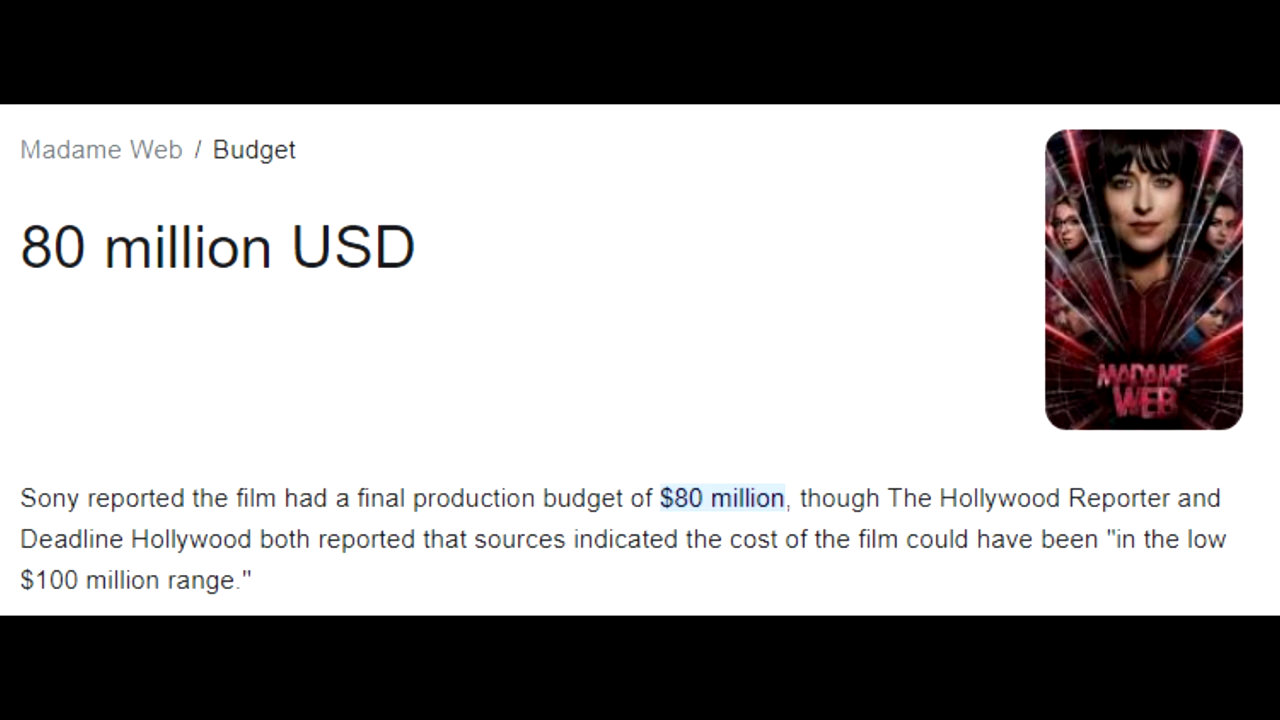 Madame Web / Budget
80 million USD
MADAME
WEB
Sony reported the film had a final production budget of $80 million, though The Hollywood Reporter and
Deadline Hollywood both reported that sources indicated the cost of the film could have been "in the low
$100 million range."